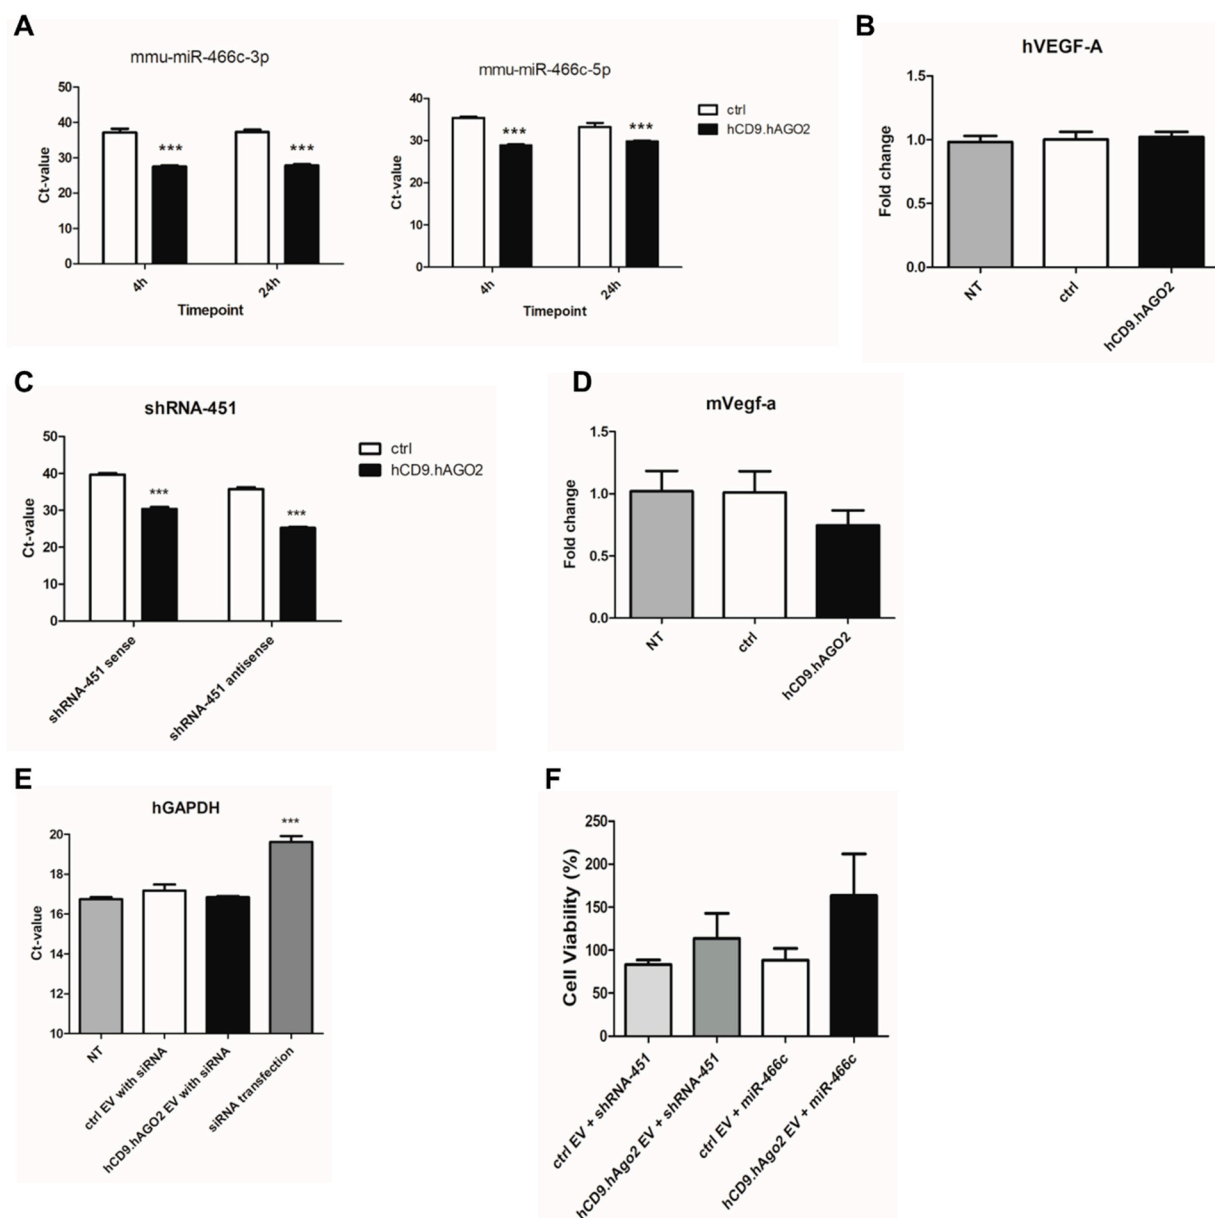 A
mmu-miR-466c-3p
50
40
30
20
10
0
Ct-value
***
***
4h
24h
Timepoint
mmu-miR-466c-5p
40
30
20
10
0
Ct-value
***
***
4h
24h
Timepoint
ctrl
hCD9.hAGO2
B
hVEGF-A
1.5
1.0
0.5
0.0
Fold change
NT
ctrl
hCD9.hAGO2
C
shRNA-451
50
40
30
20
10
0
Ct-value
***
***
shRNA-451 sense
shRNA-451 antisense
ctrl
hCD9.hAGO2
D
mVegf-a
1.5
1.0
0.5
0.0
Fold change
NT
ctrl
hCD9.hAGO2
E
hGAPDH
20
18
16
14
12
10
Ct-value
***
NT
ctrl EV with siRNA
hCD9.hAGO2 EV with siRNA
siRNA transfection
F
250
200
150
100
50
0
Cell Viability (%)
ctrl EV + shRNA-451
hCD9.hAgo2 EV + shRNA-451
ctrl EV + miR-466c
hCD9.hAgo2 EV + miR-466c